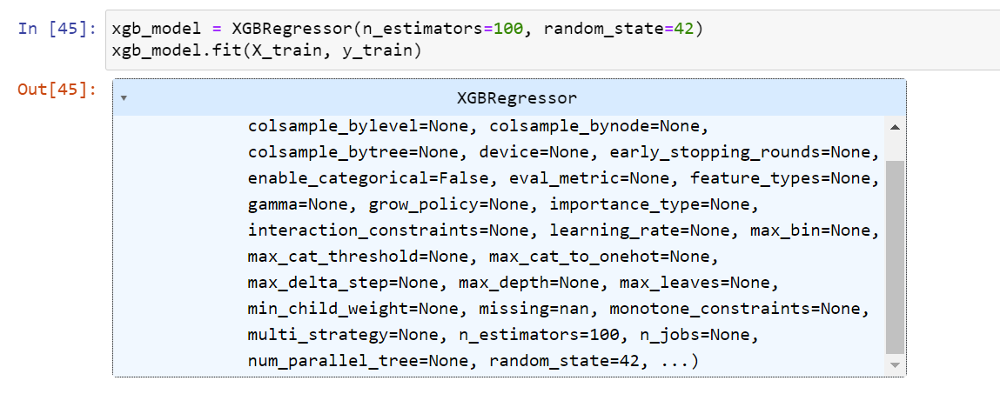 In [45]: xgb_model = XGBRegressor(n_estimators=100, random_state=42)
xgb_model.fit(X_train, y_train)
Out[45]:
XGBRegressor
colsample_bylevel=None, colsample_bynode=None,
colsample_bytree=None, device=None, early_stopping_rounds=None,
enable_categorical=False, eval_metric=None, feature_types=None,
gamma=None, grow_policy=None, importance_type=None,
interaction_constraints=None, learning_rate=None, max_bin=None,
max_cat_threshold=None, max_cat_to_onehot=None,
max_delta_step=None, max_depth=None, max_leaves=None,
min_child_weight=None, missing=nan, monotone_constraints=None,
multi_strategy=None, n_estimators=100, n_jobs=None,
num_parallel_tree=None, random_state=42, ...)